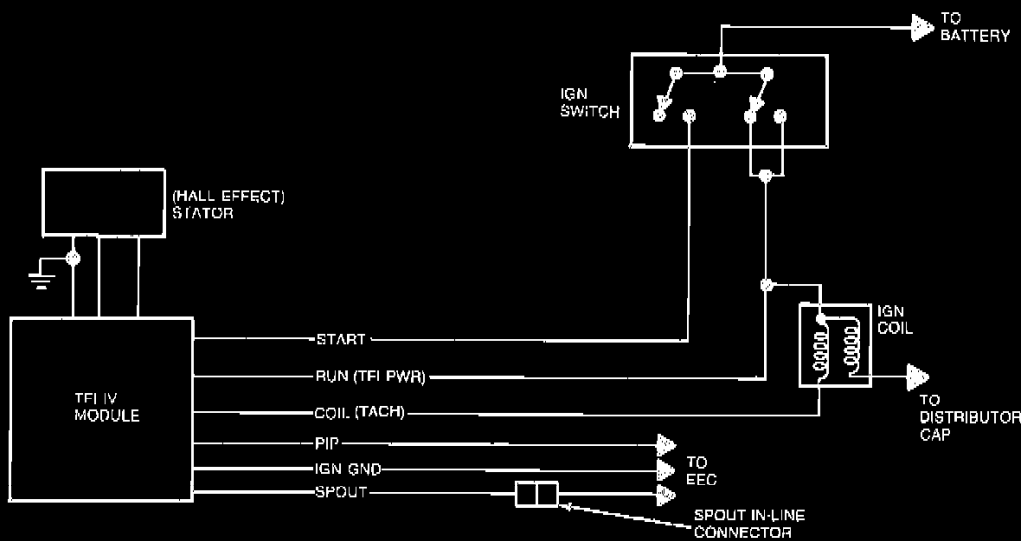 TO
BATTERY
IGN
SWITCH
(HALL EFFECT)
STATOR
IGN
COIL
START
RUN (TFI PWR)
TFI IV
MODULE
COIL (TACH)
TO
DISTRIBUTOR
CAP
PIP
IGN GND
TO
EEC
SPOUT
SPOUT IN-LINE
CONNECTOR